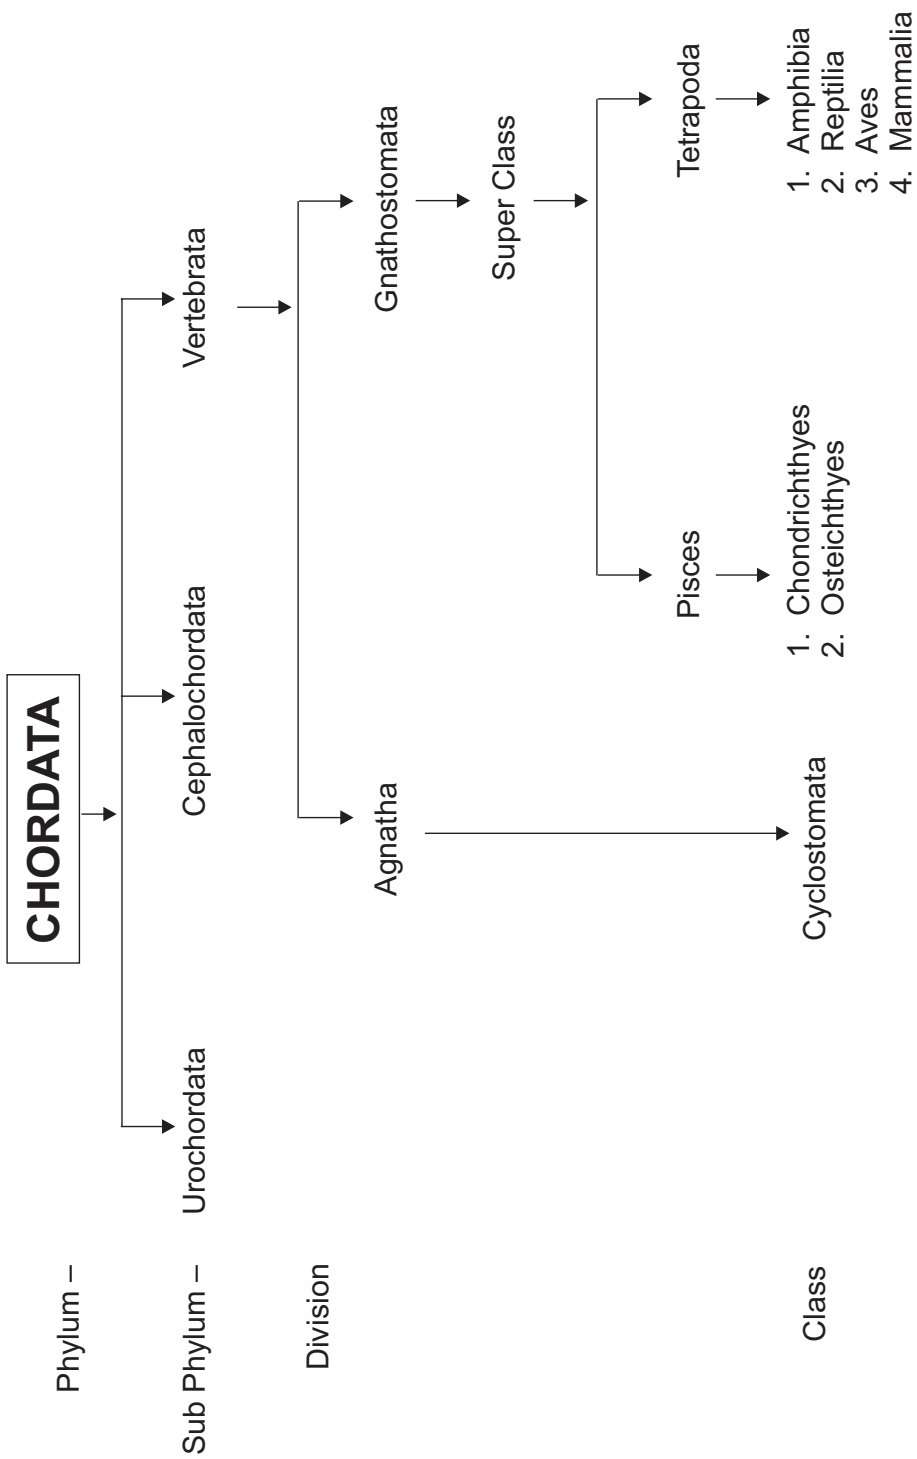 CHORDATA
Phylum –
Sub Phylum –
Urochordata
Cephalochordata
Vertebrata
Division
Agnatha
Gnathostomata
Super Class
Pisces
Tetrapoda
Class
Cyclostomata
1. Chondrichthyes
2. Osteichthyes
1. Amphibia
2. Reptilia
3. Aves
4. Mammalia